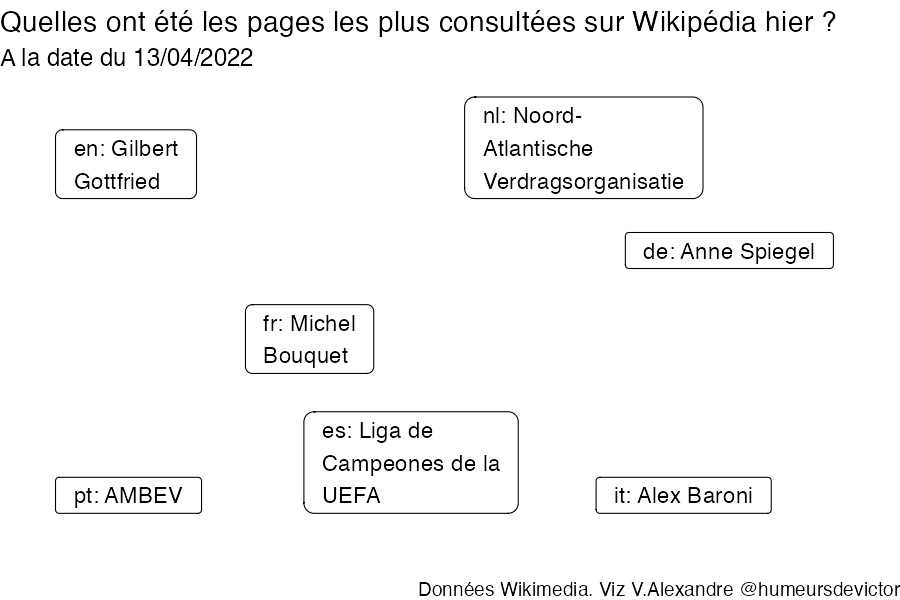 Quelles ont été les pages les plus consultées sur Wikipédia hier ?
A la date du 13/04/2022
nl: Noord-
Atlantische
Verdragsorganisatie
en: Gilbert
Gottfried
de: Anne Spiegel
fr: Michel
Bouquet
es: Liga de
Campeones de la
UEFA
pt: AMBEV
it: Alex Baroni
Données Wikimedia. Viz V.Alexandre @humeursdevictor